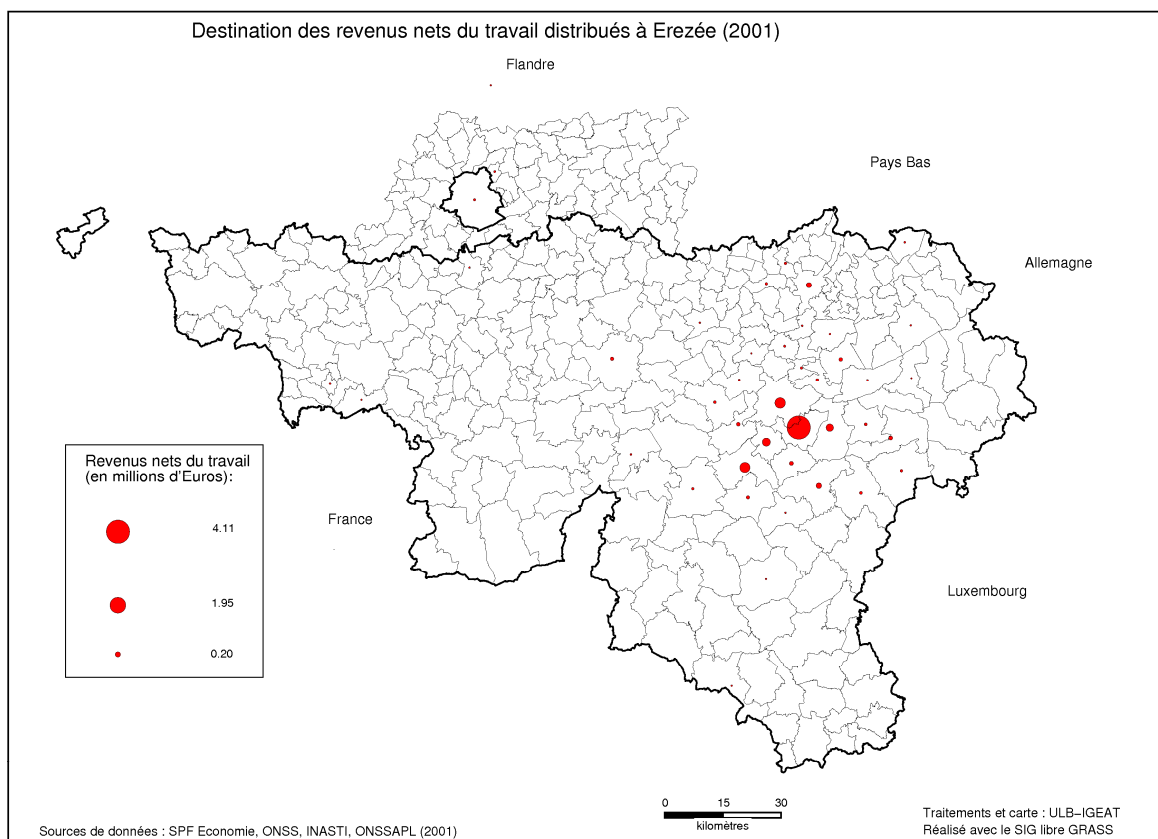 Destination des revenus nets du travail distribués à Erezée (2001)
Flandre
Pays Bas
Allemagne
Revenus nets du travail
(en millions d'Euros):
4.11
1.95
0.20
France
Luxembourg
0 15 30
kilomètres
Sources de données : SPF Economie, ONSS, INASTI, ONSSAPL (2001)
Traitements et carte : ULB-IGEAT
Réalisé avec le SIG libre GRASS